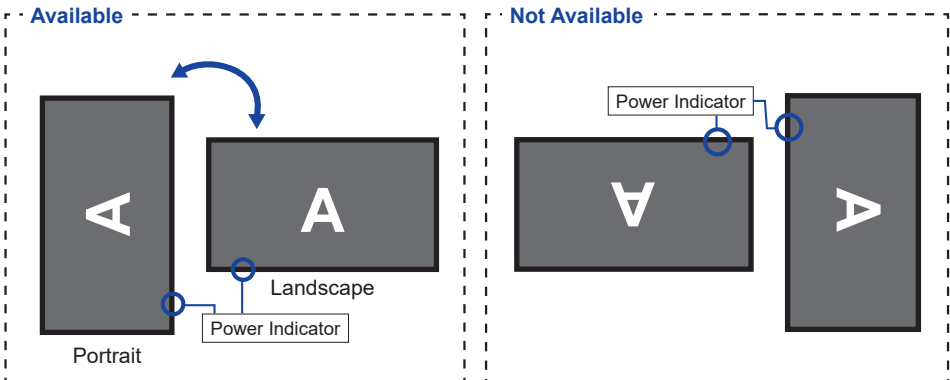 Available
A
A
Landscape
Power Indicator
Portrait
Not Available
Power Indicator
A
A